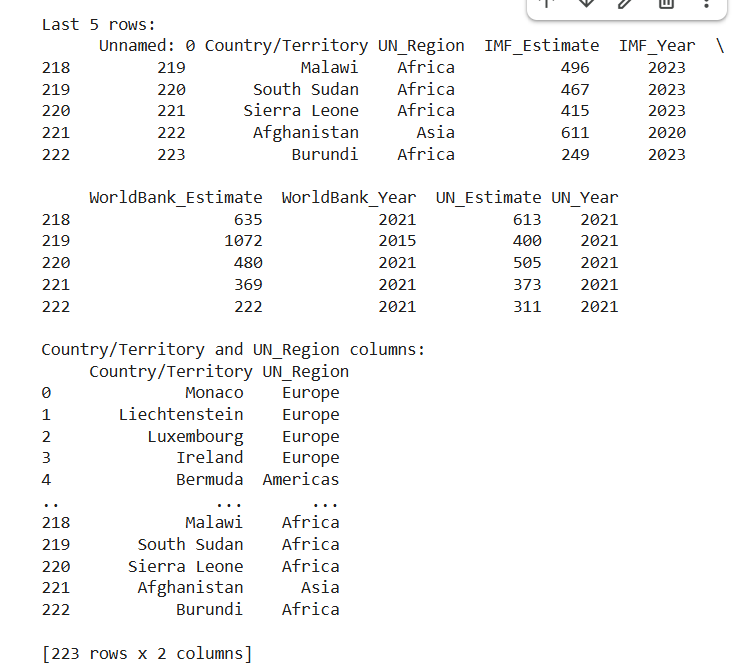 Last 5 rows:
      Unnamed: 0 Country/Territory UN_Region  IMF_Estimate  IMF_Year  \
218         219            Malawi    Africa           496      2023
219         220       South Sudan    Africa           467      2023
220         221      Sierra Leone    Africa           415      2023
221         222       Afghanistan      Asia           611      2020
222         223           Burundi    Africa           249      2023

     WorldBank_Estimate  WorldBank_Year  UN_Estimate UN_Year
218                 635            2021          613    2021
219                1072            2015          400    2021
220                 480            2021          505    2021
221                 369            2021          373    2021
222                 222            2021          311    2021

Country/Territory and UN_Region columns:
     Country/Territory UN_Region
0               Monaco    Europe
1        Liechtenstein    Europe
2           Luxembourg    Europe
3              Ireland    Europe
4              Bermuda  Americas
..                 ...       ...
218             Malawi    Africa
219        South Sudan    Africa
220       Sierra Leone    Africa
221        Afghanistan      Asia
222            Burundi    Africa

[223 rows x 2 columns]